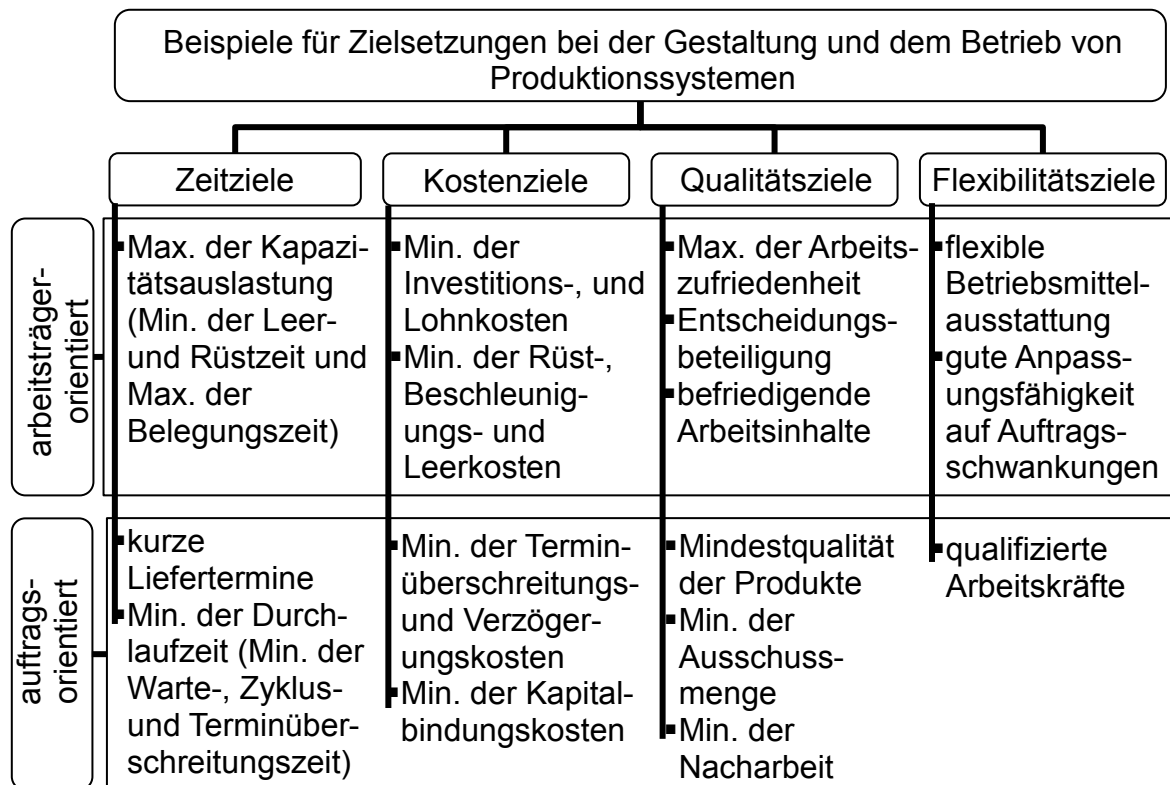 Beispiele für Zielsetzungen bei der Gestaltung und dem Betrieb von
Produktionssystemen
Zeitziele
Kostenziele
Qualitätsziele
Flexibilitätsziele
arbeitsträger-
orientiert
Max. der Kapazi-
tätsauslastung
(Min. der Leer-
und Rüstzeit und
Max. der
Belegungszeit)
Min. der
Investitions-, und
Lohnkosten
Min. der Rüst-,
Beschleunig-
ungs- und
Leerkosten
Max. der Arbeits-
zufriedenheit
Entscheidungs-
beteiligung
befriedigende
Arbeitsinhalte
flexible
Betriebsmittel-
ausstattung
gute Anpass-
ungsfähigkeit
auf Auftrags-
schwankungen
auftrags-
orientiert
kurze
Liefertermine
Min. der Durch-
laufzeit (Min. der
Warte-, Zyklus-
und Terminüber-
schreitungszeit)
Min. der Termin-
überschreitungs-
und Verzöger-
ungskosten
Min. der Kapital-
bindungskosten
Mindestqualität
der Produkte
Min. der
Ausschuss-
menge
Min. der
Nacharbeit
qualifizierte
Arbeitskräfte